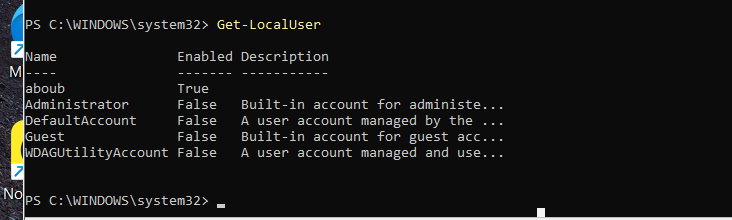 PS C:\WINDOWS\system32> Get-LocalUser
Name Enabled Description
---- ------- -----------
aboub True
Administrator False Built-in account for administe...
DefaultAccount False A user account managed by the ...
Guest False Built-in account for guest acc...
WDAGUtilityAccount False A user account managed and use...
PS C:\WINDOWS\system32>
M
No